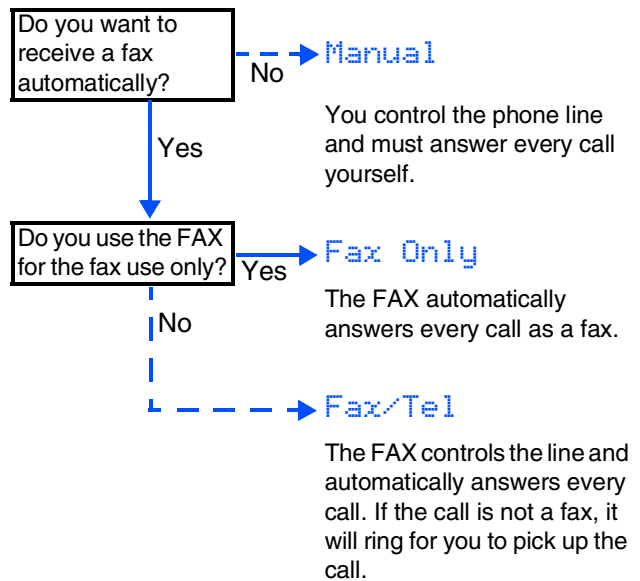 Do you want to
receive a fax
automatically?
No
Manual
You control the phone line
and must answer every call
yourself.
Yes
Do you use the FAX
for the fax use only?
Yes
Fax Only
The FAX automatically
answers every call as a fax.
No
Fax/Tel
The FAX controls the line and
automatically answers every
call. If the call is not a fax, it
will ring for you to pick up the
call.